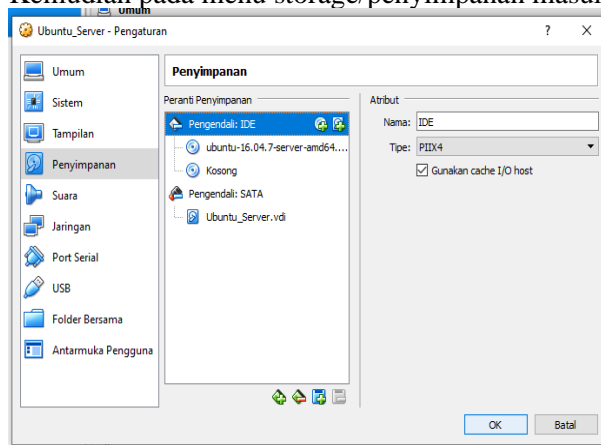 Kemudian pada menu storage/penyimpanan masuk
Umum
Ubuntu_Server - Pengaturan
? X
Umum
Sistem
Tampilan
Penyimpanan
Suara
Jaringan
Port Serial
USB
Folder Bersama
Antarmuka Pengguna
Penyimpanan
Peranti Penyimpanan
Pengendali: IDE
ubuntu-16.04.7-server-amd64....
Kosong
Pengendali: SATA
Ubuntu_Server.vdi
Atribut
Nama: IDE
Tipe: PIIX4
Gunakan cache I/O host
OK
Batal